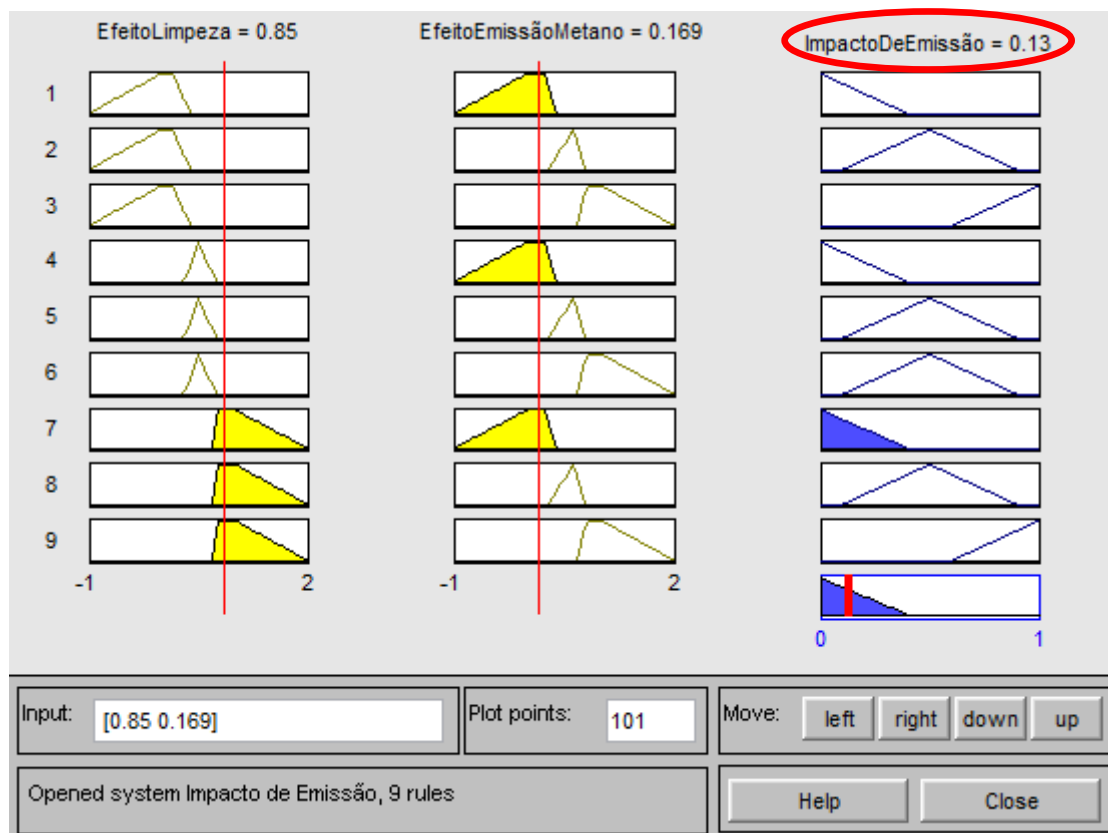 EfeitoLimpeza = 0.85
EfeitoEmissãoMetano = 0.169
ImpactoDeEmissão = 0.13
1
2
3
4
5
6
7
8
9
-1 2
-1 2
0 1
Input: [0.85 0.169]
Plot points: 101
Move: left right down up
Opened system Impacto de Emissão, 9 rules
Help Close